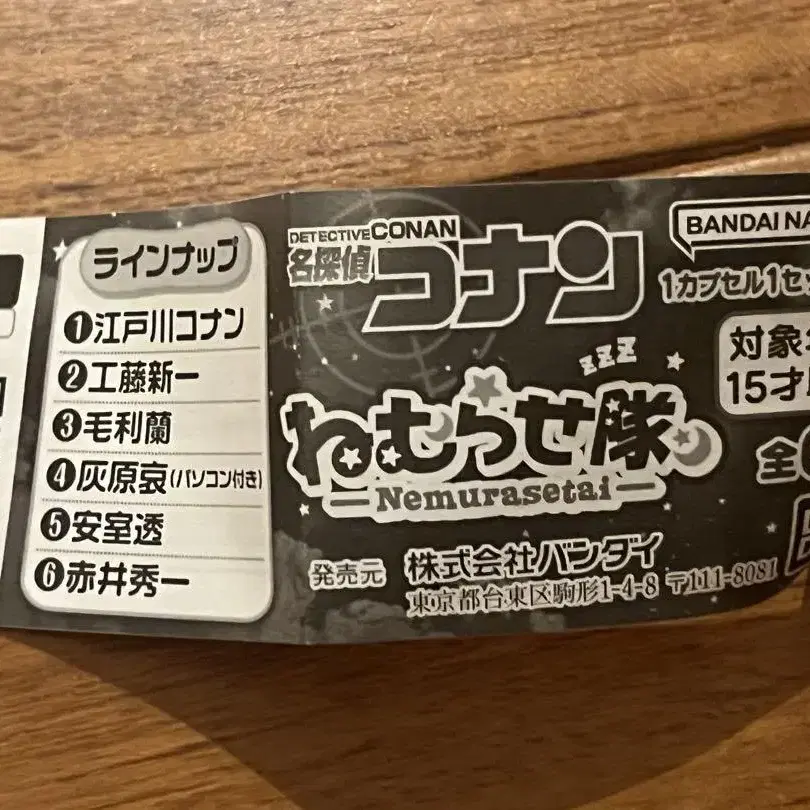 ラインナップ
❶江戸川コナン
❷工藤新一
❸毛利蘭
❹灰原哀(パソコン付き)
❺安室透
❻赤井秀一
DETECTIVE CONAN
名探偵コナン
zzz
ねむらせ隊
Nemurasetai
発売元 株式会社バンダイ
東京都台東区駒形1-4-8 〒111-8081
BANDAI NA
1カプセル1セッ
対象
15才
全